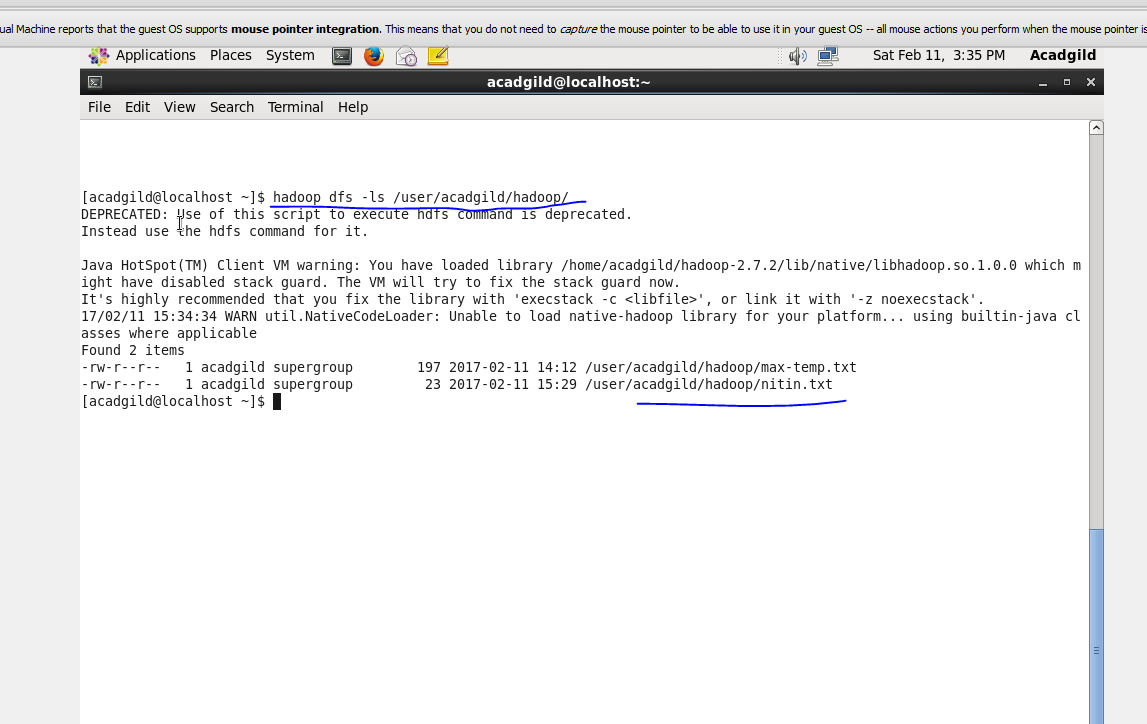 ual Machine reports that the guest OS supports mouse pointer integration. This means that you do not need to capture the mouse pointer to be able to use it in your guest OS -- all mouse actions you perform when the mouse pointer is
Applications Places System Sat Feb 11, 3:35 PM Acadgild
acadgild@localhost:~
File Edit View Search Terminal Help
[acadgild@localhost ~]$ hadoop dfs -ls /user/acadgild/hadoop/
DEPRECATED: Use of this script to execute hdfs command is deprecated.
Instead use the hdfs command for it.
Java HotSpot(TM) Client VM warning: You have loaded library /home/acadgild/hadoop-2.7.2/lib/native/libhadoop.so.1.0.0 which m
ight have disabled stack guard. The VM will try to fix the stack guard now.
It's highly recommended that you fix the library with 'execstack -c <libfile>', or link it with '-z noexecstack'.
17/02/11 15:34:34 WARN util.NativeCodeLoader: Unable to load native-hadoop library for your platform... using builtin-java cl
asses where applicable
Found 2 items
-rw-r--r--   1 acadgild supergroup        197 2017-02-11 14:12 /user/acadgild/hadoop/max-temp.txt
-rw-r--r--   1 acadgild supergroup         23 2017-02-11 15:29 /user/acadgild/hadoop/nitin.txt
[acadgild@localhost ~]$